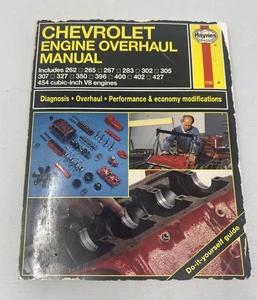 CHEVROLET
ENGINE OVERHAUL
MANUAL
Haynes
Includes 262 □ 265 □ 267 □ 283 □ 302 □ 305
307 □ 327 □ 350 □ 396 □ 400 □ 402 □ 427
454 cubic-inch V8 engines
Diagnosis • Overhaul • Performance & economy modifications
Do-it-yourself guide